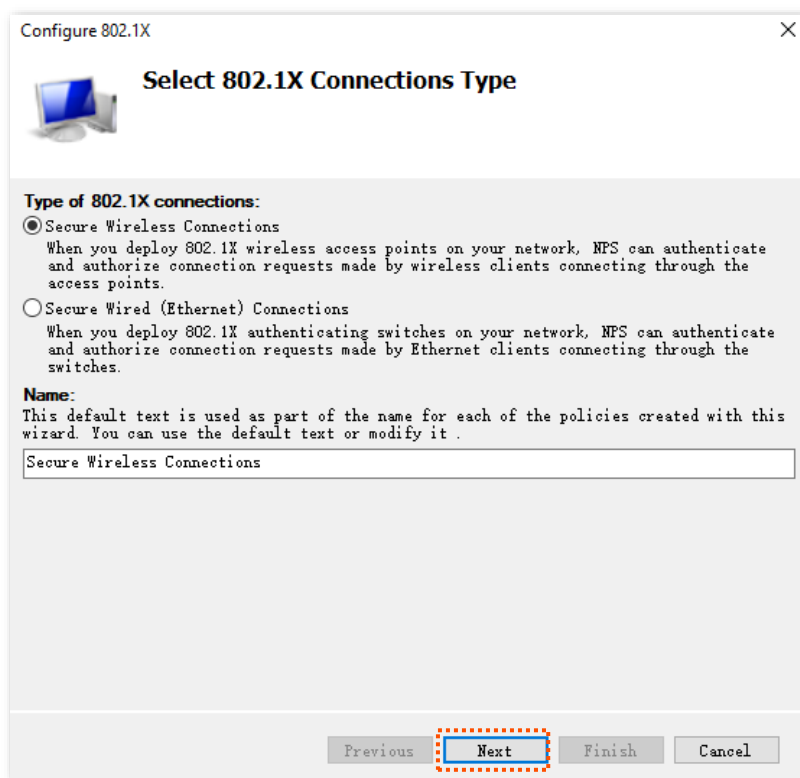 Configure 802.1X
Select 802.1X Connections Type
Type of 802.1X connections:
Secure Wireless Connections
When you deploy 802.1X wireless access points on your network, NPS can authenticate
and authorize connection requests made by wireless clients connecting through the
access points.
Secure Wired (Ethernet) Connections
When you deploy 802.1X authenticating switches on your network, NPS can authenticate
and authorize connection requests made by Ethernet clients connecting through the
switches.
Name:
This default text is used as part of the name for each of the policies created with this
wizard. You can use the default text or modify it .
Secure Wireless Connections
Previous Next Finish Cancel